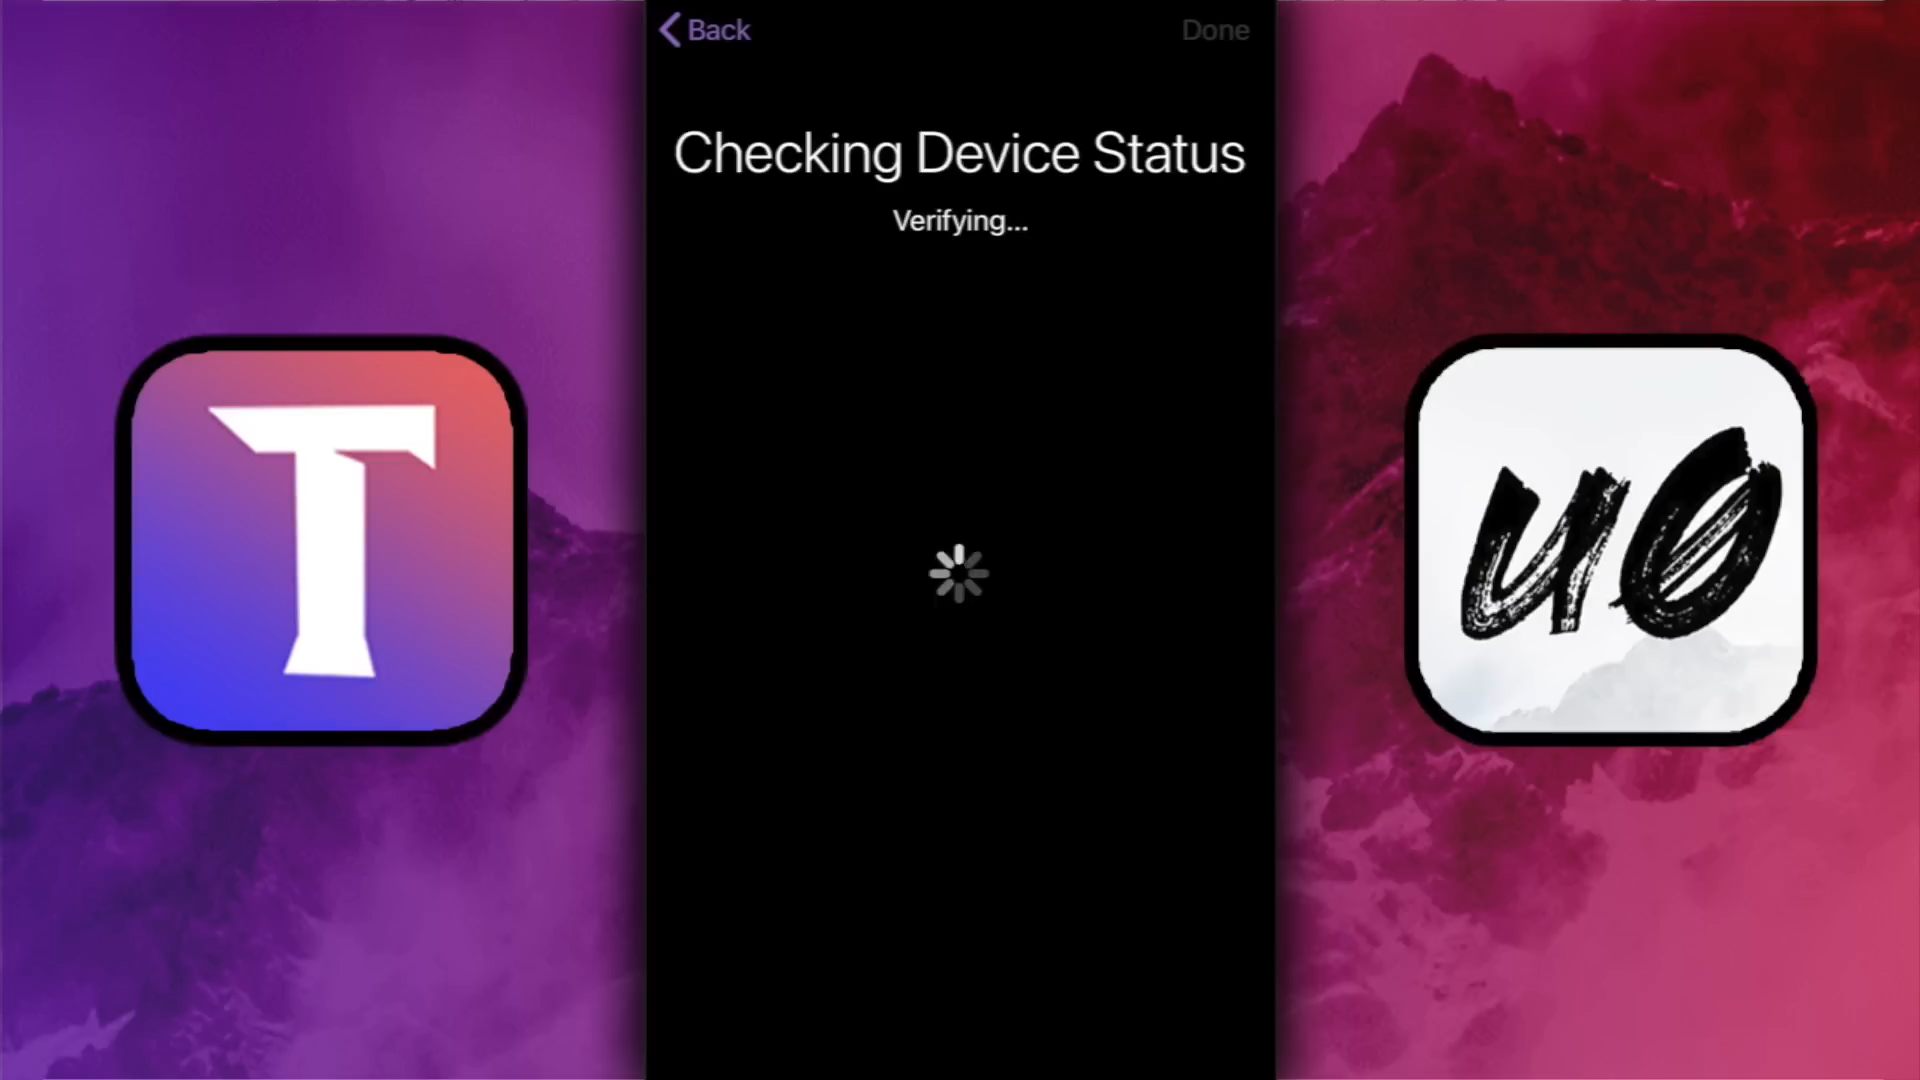 Back
Done
Checking Device Status
Verifying...
T
u0